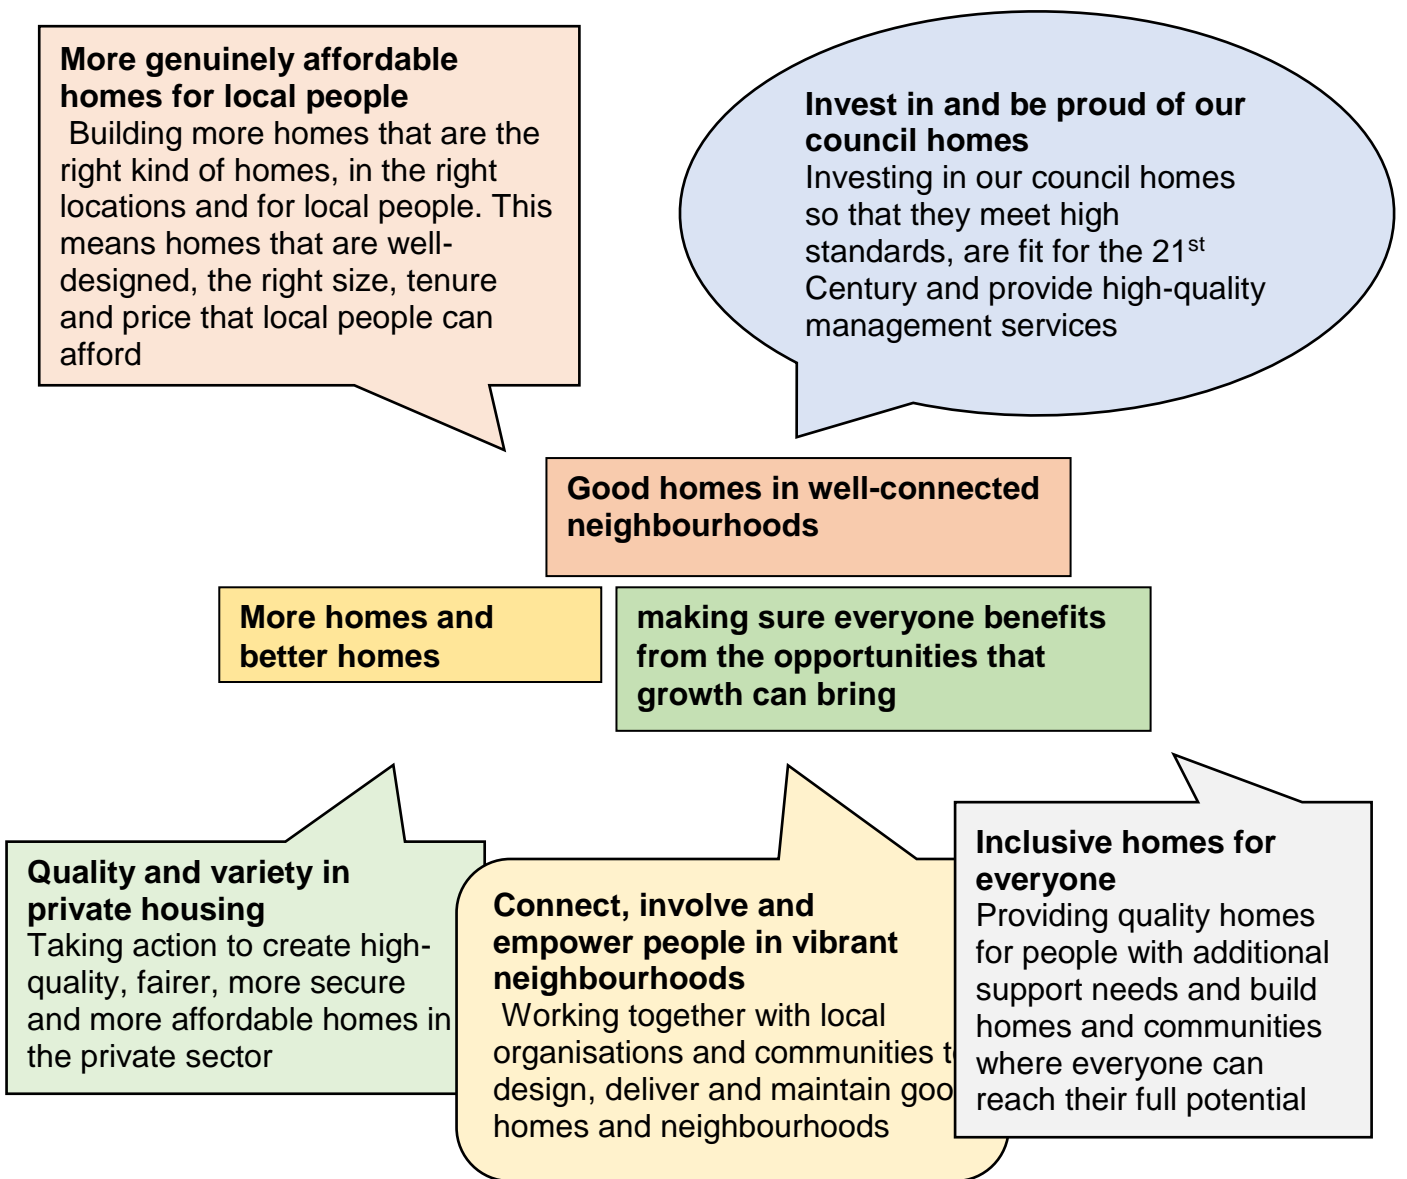 More genuinely affordable
homes for local people
Building more homes that are the
right kind of homes, in the right
locations and for local people. This
means homes that are well-
designed, the right size, tenure
and price that local people can
afford
Invest in and be proud of our
council homes
Investing in our council homes
so that they meet high
standards, are fit for the 21st
Century and provide high-quality
management services
Good homes in well-connected
neighbourhoods
More homes and
better homes
making sure everyone benefits
from the opportunities that
growth can bring
Quality and variety in
private housing
Taking action to create high-
quality, fairer, more secure
and more affordable homes in
the private sector
Connect, involve and
empower people in vibrant
neighbourhoods
Working together with local
organisations and communities
design, deliver and maintain
homes and neighbourhoods
Inclusive homes for
everyone
Providing quality homes
for people with additional
support needs and build
homes and communities
where everyone can
reach their full potential